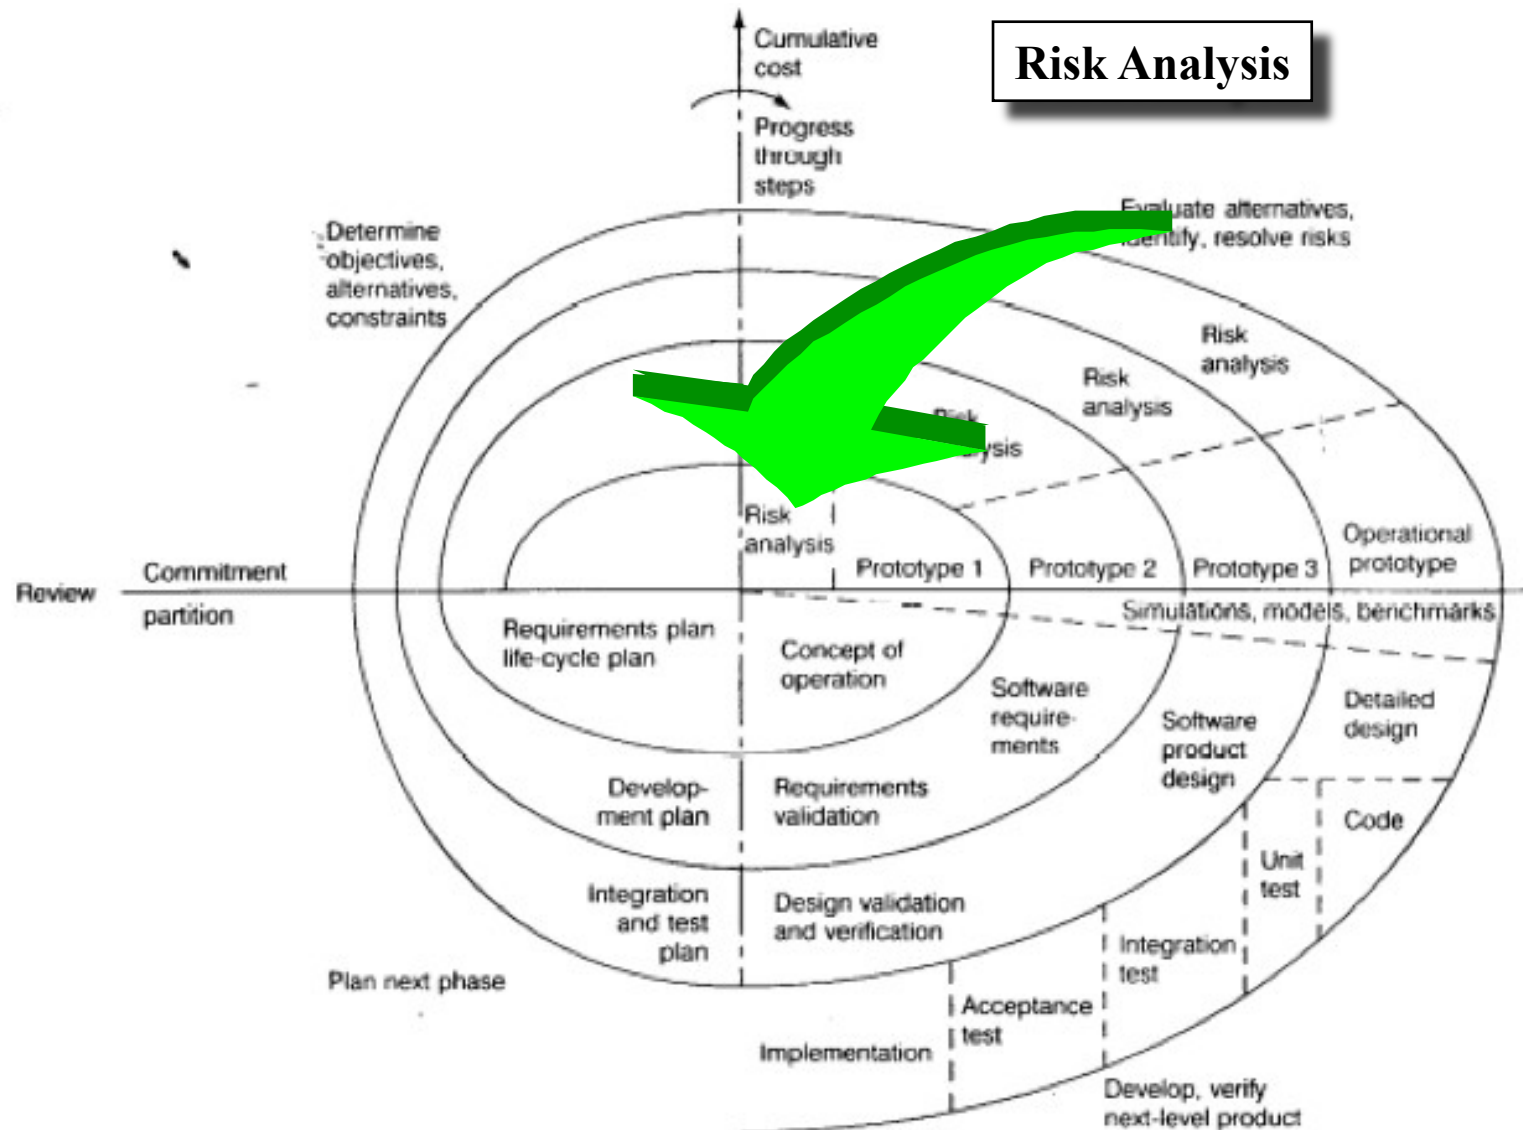 Risk Analysis
Cumulative
cost
Progress
through
steps
Determine
objectives,
alternatives,
constraints
Evaluate alternatives,
identify, resolve risks
Risk
analysis
Risk
analysis
Risk
analysis
Risk
analysis
Review
Commitment
partition
Prototype 1
Prototype 2
Prototype 3
Operational
prototype
Simulations, models, benchmarks
Requirements plan
life-cycle plan
Concept of
operation
Software
require-
ments
Software
product
design
Detailed
design
Develop-
ment plan
Requirements
validation
Code
Unit
test
Integration
and test
plan
Design validation
and verification
Integration
test
Plan next phase
Acceptance
test
Implementation
Develop, verify
next-level product